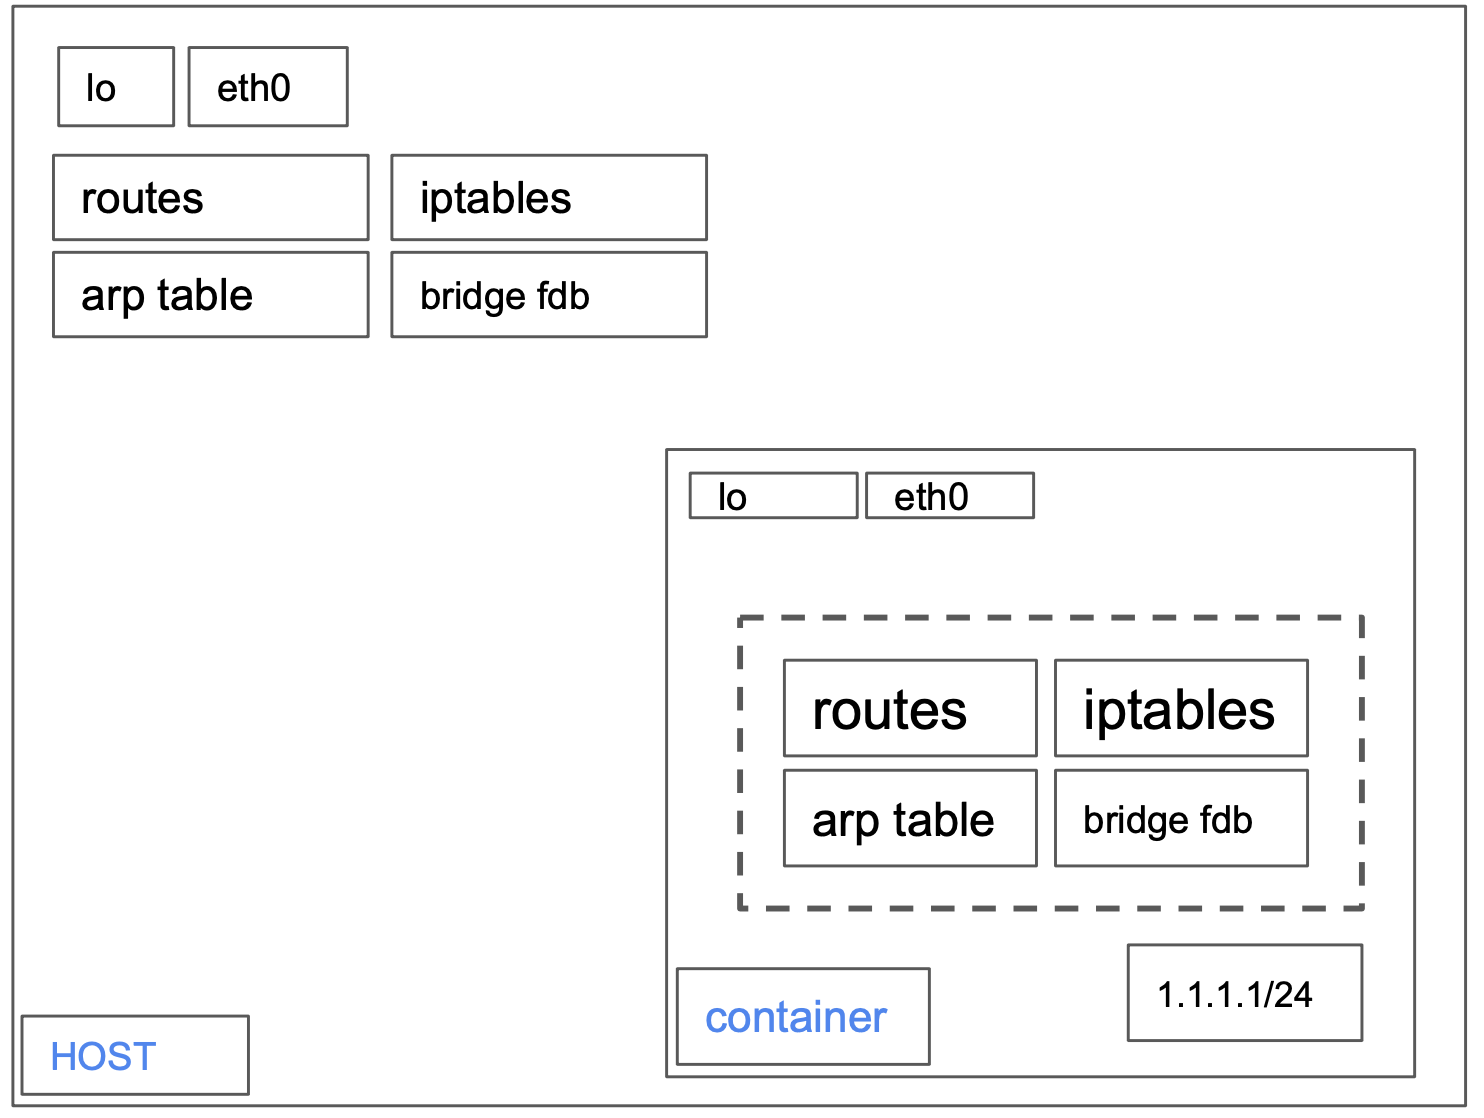 lo
eth0
routes
iptables
arp table
bridge fdb
lo
eth0
routes
iptables
arp table
bridge fdb
1.1.1.1/24
container
HOST